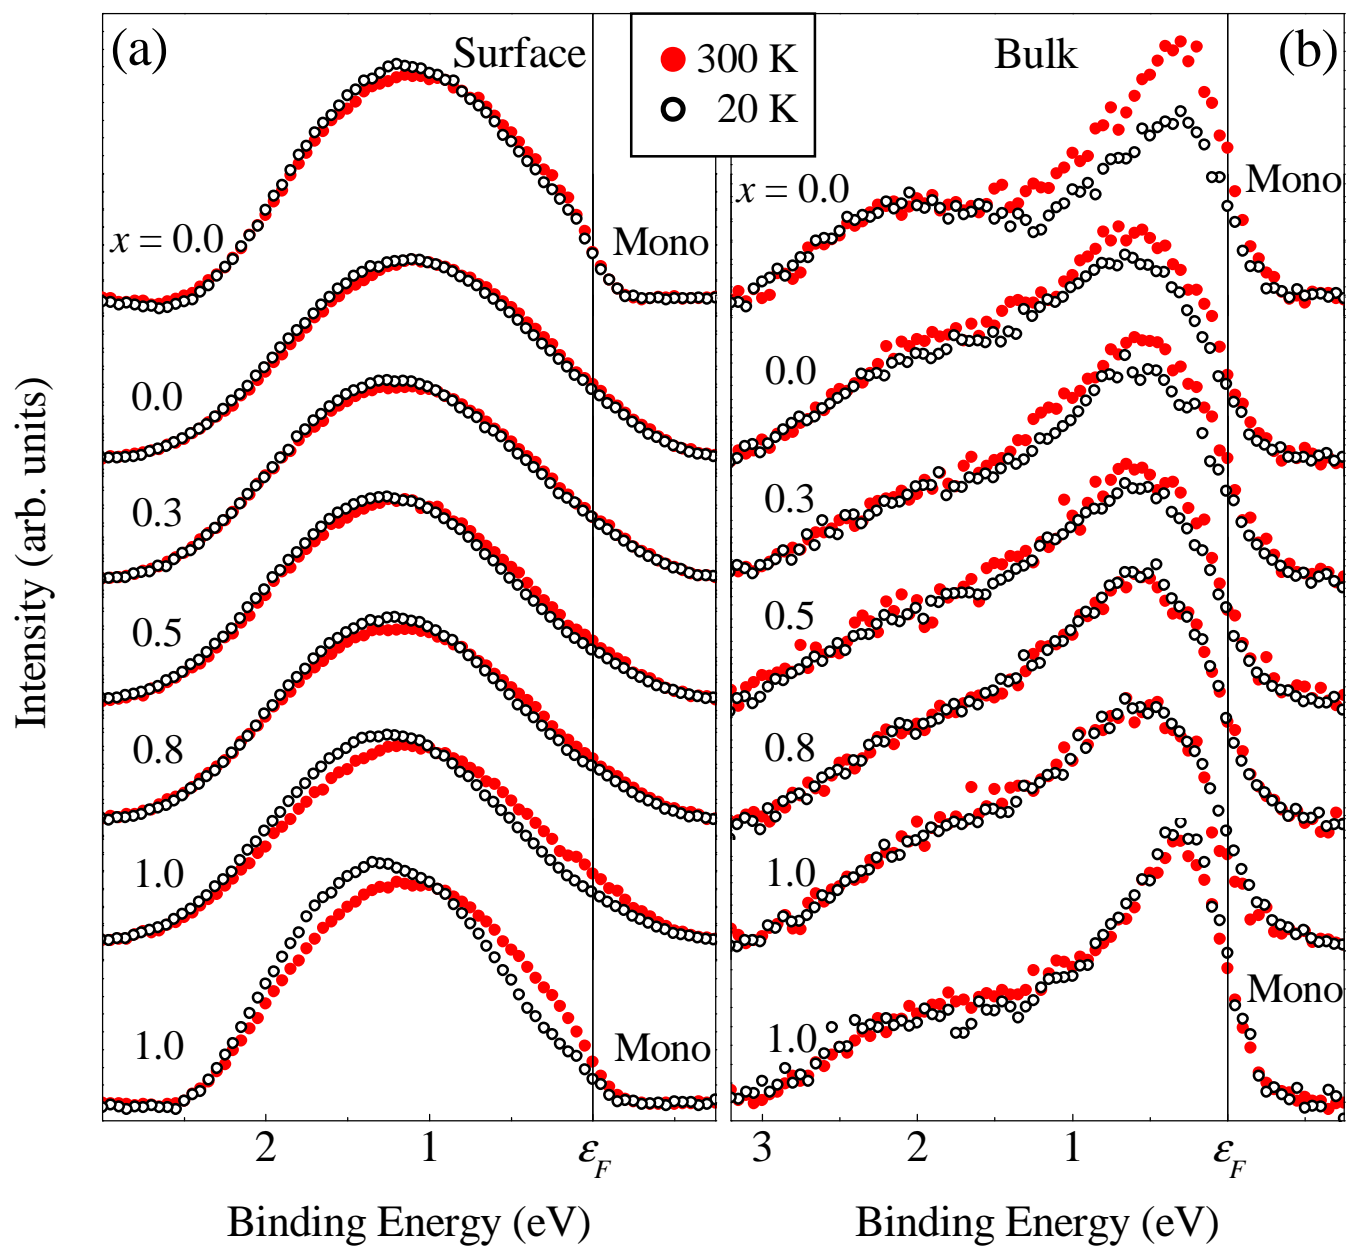 (a)
Surface
300 K
20 K
Bulk
(b)
x = 0.0
Mono
0.0
0.3
0.5
0.8
1.0
1.0
Mono
x = 0.0
Mono
0.0
0.3
0.5
0.8
1.0
1.0
Mono
Intensity (arb. units)
2 1 εF
3 2 1 εF
Binding Energy (eV)
Binding Energy (eV)